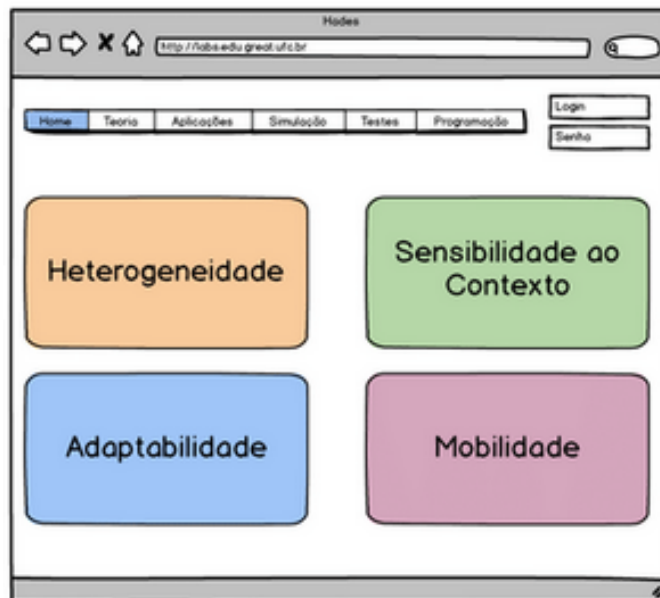 Hades
http://labs.edu.great.ufc.br
Home Teoria Aplicações Simulação Testes Programação
Login
Senha
Heterogeneidade
Sensibilidade ao
Contexto
Adaptabilidade
Mobilidade